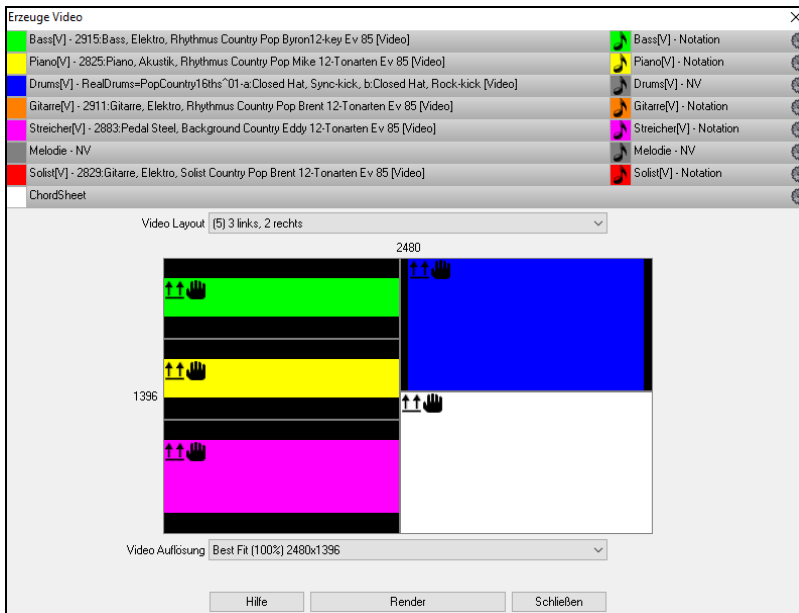 Erzeuge Video
Bass[V] - 2915:Bass, Elektro, Rhythmus Country Pop Byron12-key Ev 85 [Video] Bass[V] - Notation
Piano[V] - 2825:Piano, Akustik, Rhythmus Country Pop Mike 12-Tonarten Ev 85 [Video] Piano[V] - Notation
Drums[V] - RealDrums=PopCountry16ths^01-a:Closed Hat, Sync-kick, b:Closed Hat, Rock-kick [Video] Drums[V] - NV
Gitarre[V] - 2911:Gitarre, Elektro, Rhythmus Country Pop Brent 12-Tonarten Ev 85 [Video] Gitarre[V] - Notation
Streicher[V] - 2883:Pedal Steel, Background Country Eddy 12-Tonarten Ev 85 [Video] Streicher[V] - Notation
Melodie - NV Melodie - NV
Solist[V] - 2829:Gitarre, Elektro, Solist Country Pop Brent 12-Tonarten Ev 85 [Video] Solist[V] - Notation
ChordSheet
Video Layout (5) 3 links, 2 rechts
2480
1396
Video Auflösung Best Fit (100%) 2480x1396
Hilfe Render Schließen